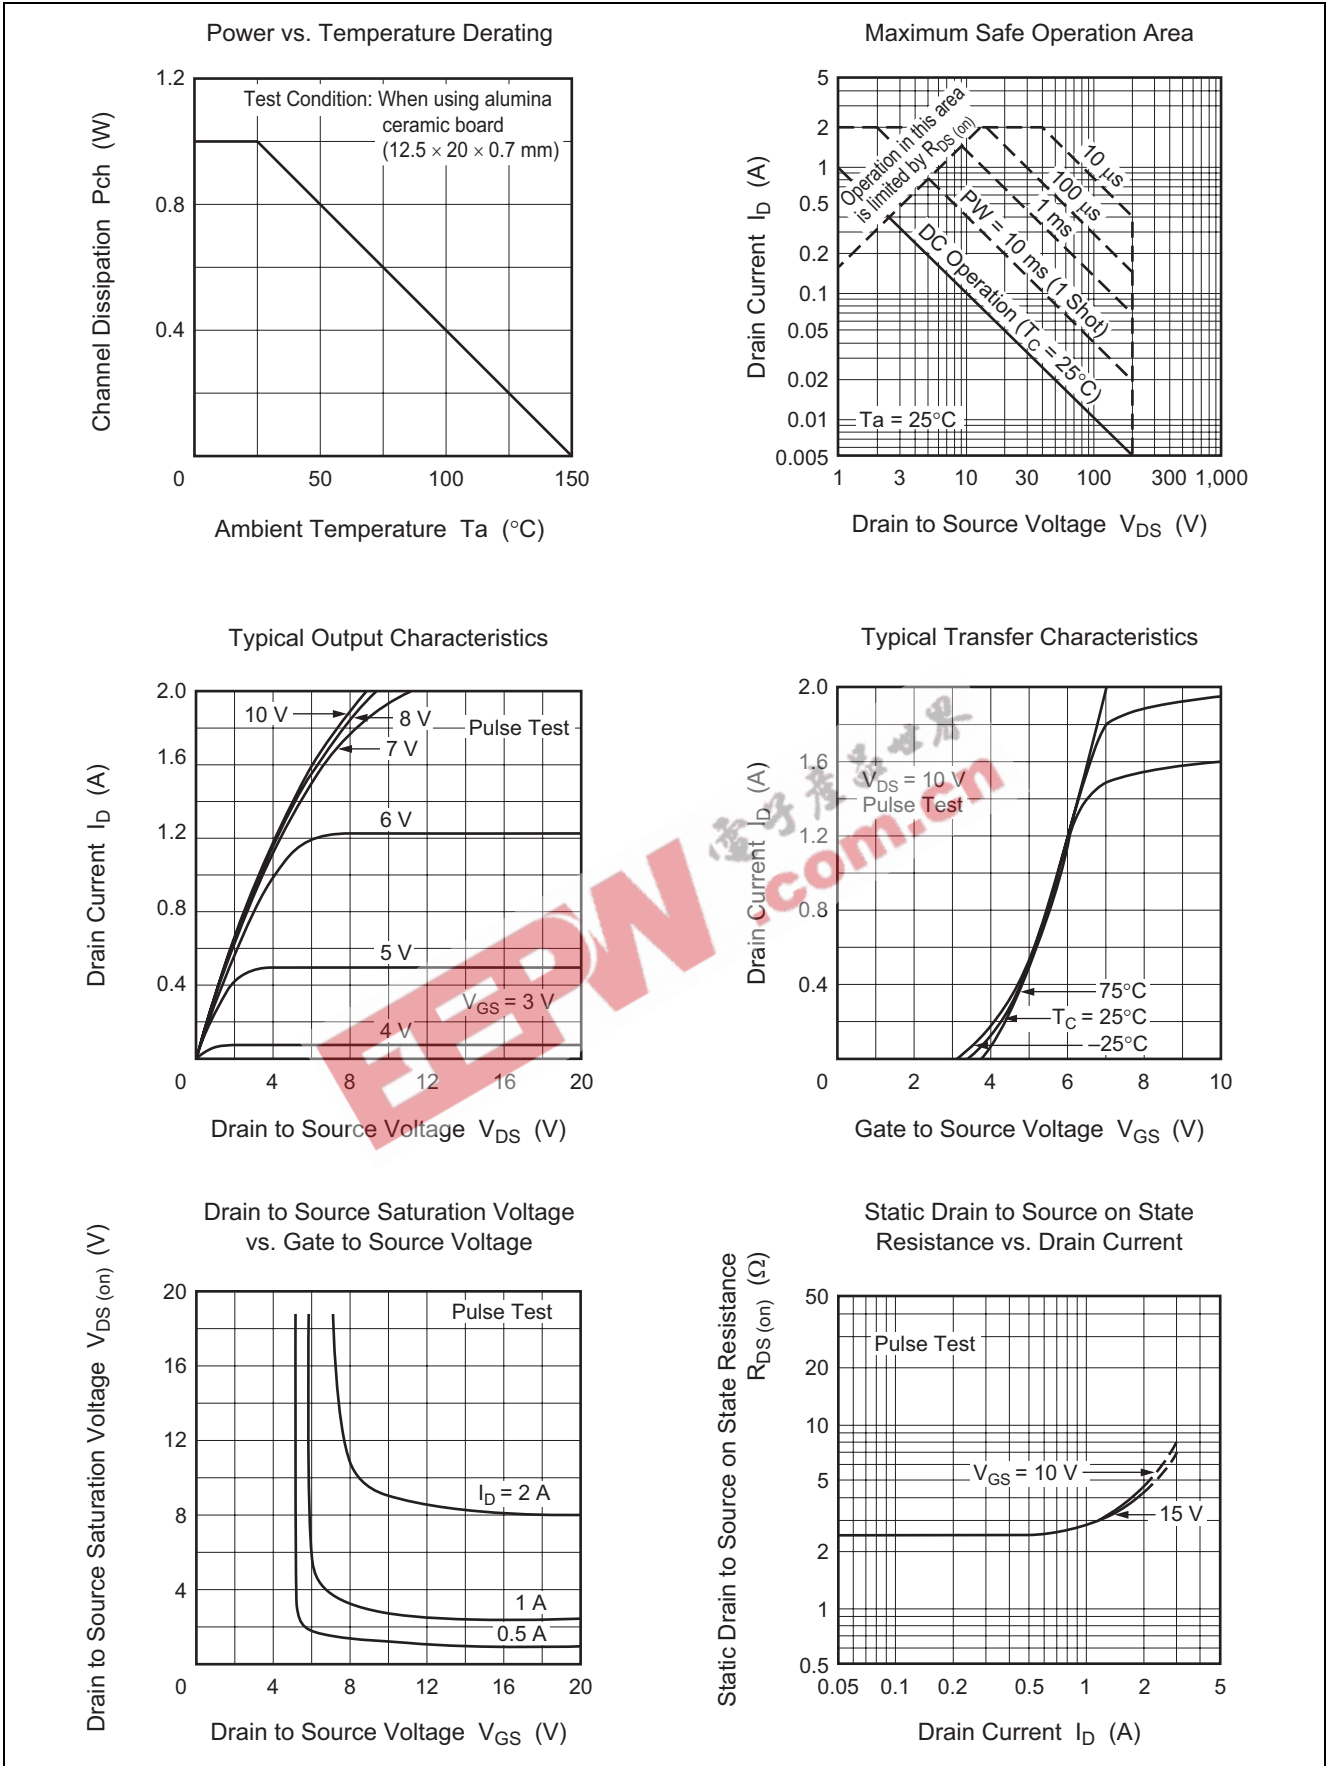 Power vs. Temperature Derating
1.2
0.8
0.4
0
50
100
150
Channel Dissipation Pch (W)
Test Condition: When using alumina
ceramic board
(12.5 × 20 × 0.7 mm)
Ambient Temperature Ta (°C)
Maximum Safe Operation Area
5
2
1
0.5
0.2
0.1
0.05
0.02
0.01
0.005
1
3
10
30
100
300
1,000
Drain Current ID (A)
Operation in this area
is limited by RDS (on)
10 µs
100 µs
1 ms
PW = 10 ms (1 Shot)
DC Operation (TC = 25°C)
Ta = 25°C
Drain to Source Voltage VDS (V)
Typical Output Characteristics
2.0
1.6
1.2
0.8
0.4
0
4
8
12
16
20
Drain Current ID (A)
10 V
8 V
7 V
Pulse Test
6 V
5 V
VGS = 3 V
4 V
Drain to Source Voltage VDS (V)
Typical Transfer Characteristics
2.0
1.6
1.2
0.8
0.4
0
2
4
6
8
10
Drain Current ID (A)
VDS = 10 V
Pulse Test
75°C
TC = 25°C
–25°C
Gate to Source Voltage VGS (V)
EEPW
.com.cn
電子產品世界
Drain to Source Saturation Voltage
vs. Gate to Source Voltage
20
16
12
8
4
0
4
8
12
16
20
Drain to Source Saturation Voltage VDS (on) (V)
Pulse Test
ID = 2 A
1 A
0.5 A
Drain to Source Voltage VGS (V)
Static Drain to Source on State
Resistance vs. Drain Current
50
20
10
5
2
1
0.5
0.05
0.1
0.2
0.5
1
2
5
Static Drain to Source on State Resistance
RDS (on) (Ω)
Pulse Test
VGS = 10 V
15 V
Drain Current ID (A)